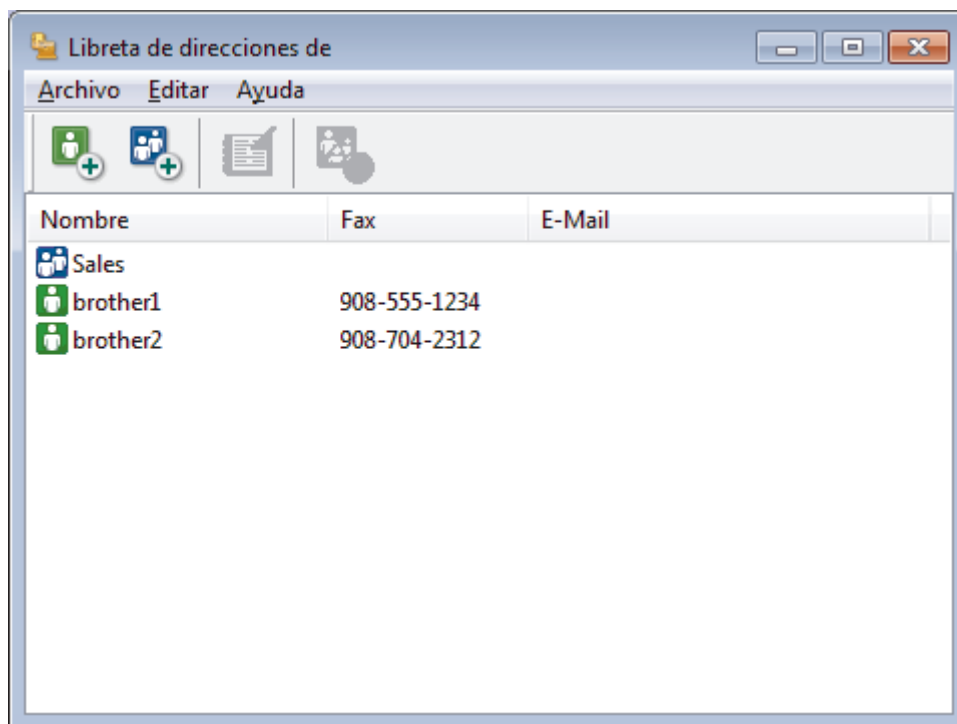 Libreta de direcciones de
Archivo Editar Ayuda
Nombre Fax E-Mail
Sales
brother1 908-555-1234
brother2 908-704-2312